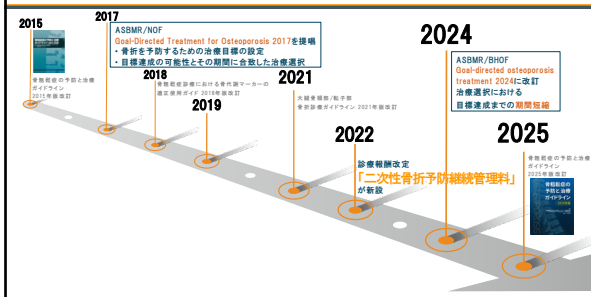 2015
骨粗鬆症の予防と治療
ガイドライン
2015年版改訂
2017
ASBMR/NOF
Goal-Directed Treatment for Osteoporosis 2017を提唱
・骨折を予防するための治療目標の設定
・目標達成の可能性とその期間に合致した治療選択
2018
骨粗鬆症診療における骨代謝マーカーの
適正使用ガイド 2018年版改訂
2019
2021
大腿骨頚部/転子部
骨折診療ガイドライン 2021年版改訂
2022
診療報酬改定
「二次性骨折予防継続管理料」
が新設
2024
ASBMR/BHOF
Goal-directed osteoporosis
treatment 2024に改訂
治療選択における
目標達成までの期間短縮
2025
骨粗鬆症の予防と治療
ガイドライン
2025年版改訂
骨粗鬆症の
予防と治療
ガイドライン